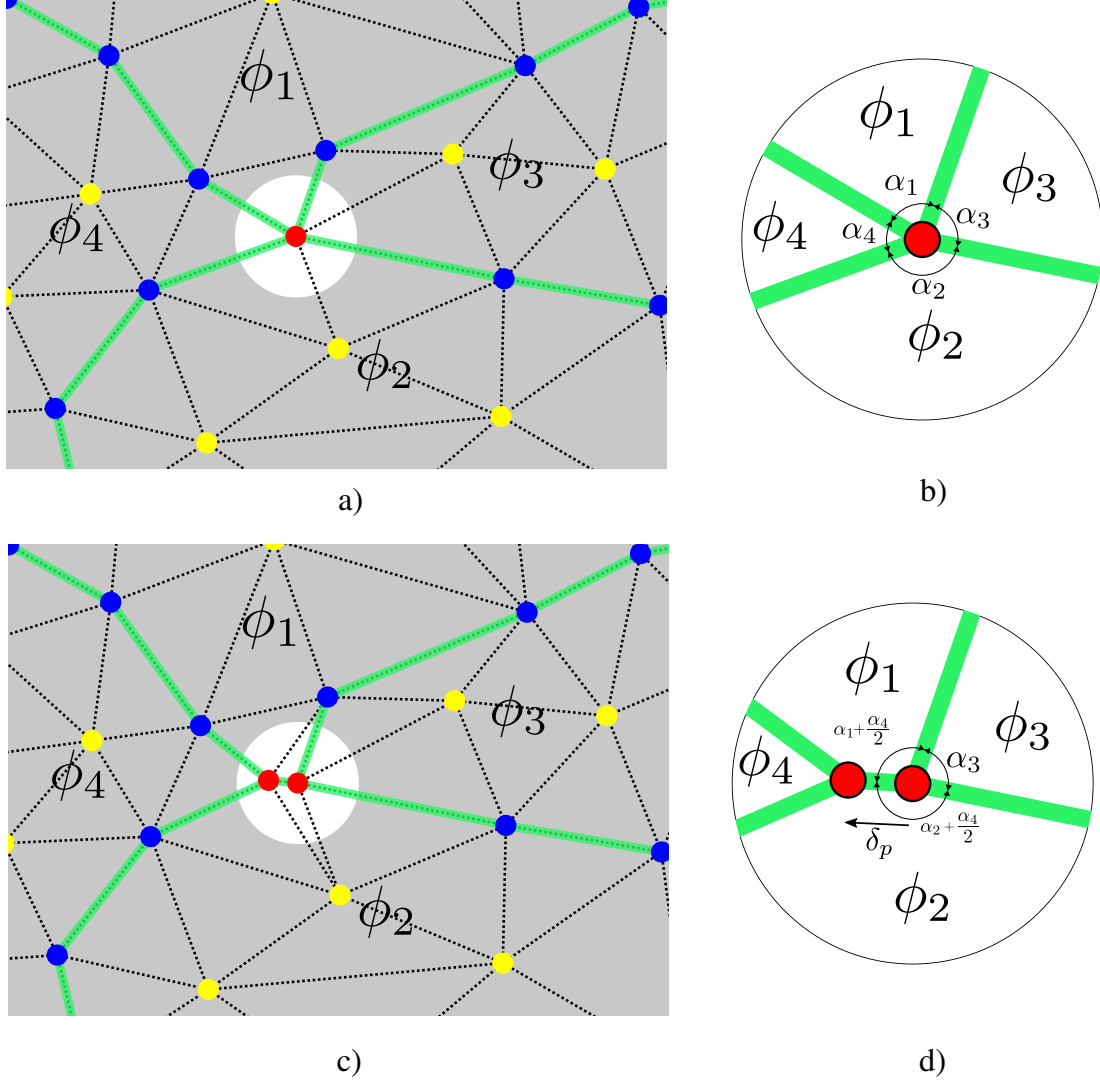 ϕ₁
ϕ₃
ϕ₄
ϕ₂
a)
ϕ₁
ϕ₃
ϕ₄
α₁
α₃
α₄
α₂
ϕ₂
b)
ϕ₁
ϕ₃
ϕ₄
ϕ₂
c)
ϕ₁
ϕ₃
ϕ₄
α₁+α₄/2
α₃
α₂+α₄/2
δₚ
ϕ₂
d)